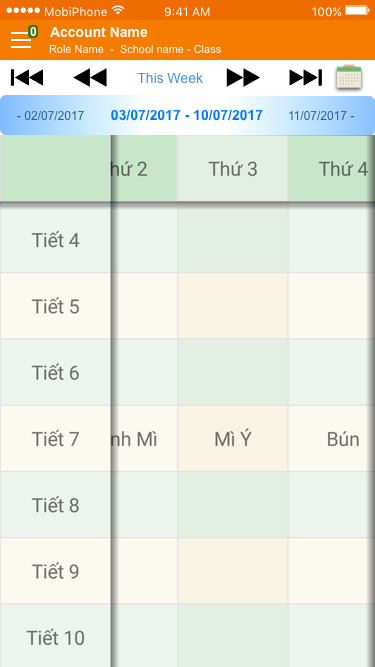 MobiPhone 9:41 AM 100%
0 Account Name
Role Name - School name - Class
This Week
- 02/07/2017 03/07/2017 - 10/07/2017 11/07/2017 -
hứ 2 Thứ 3 Thứ 4
Tiết 4
Tiết 5
Tiết 6
Tiết 7 nh Mì Mì Ý Bún
Tiết 8
Tiết 9
Tiết 10